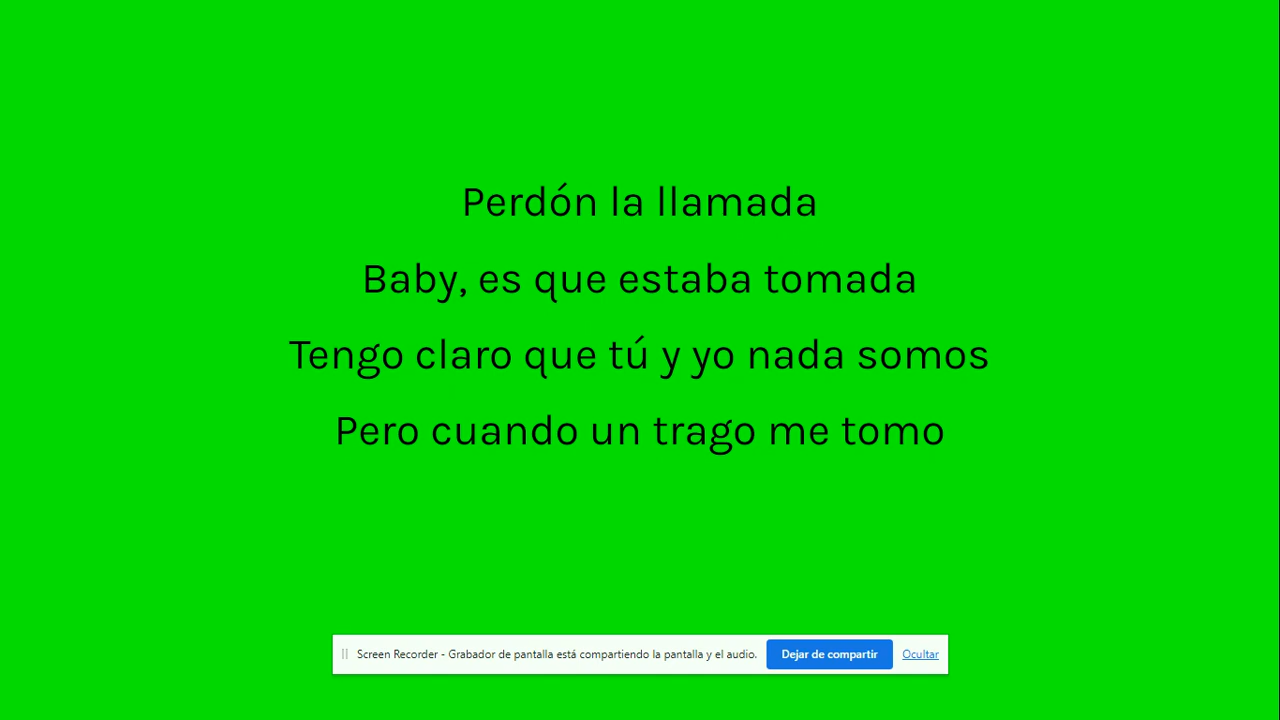 Perdón la llamada
Baby, es que estaba tomada
Tengo claro que tú y yo nada somos
Pero cuando un trago me tomo
Screen Recorder - Grabador de pantalla está compartiendo la pantalla y el audio. Dejar de compartir Ocultar